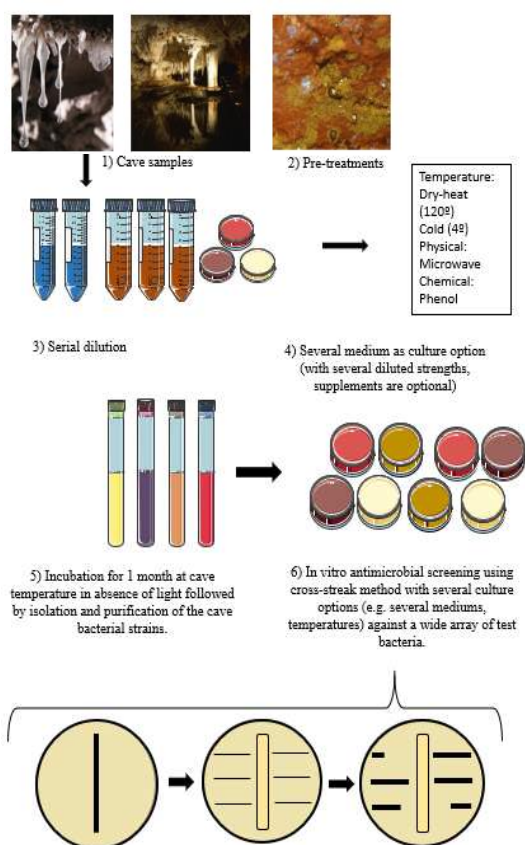 1) Cave samples
2) Pre-treatments
Temperature:
Dry-heat
(120º)
Cold (4º)
Physical:
Microwave
Chemical:
Phenol
3) Serial dilution
4) Several medium as culture option
(with several diluted strengths,
supplements are optional)
5) Incubation for 1 month at cave
temperature in absence of light followed
by isolation and purification of the cave
bacterial strains.
6) In vitro antimicrobial screening using
cross-streak method with several culture
options (e.g. several mediums,
temperatures) against a wide array of test
bacteria.